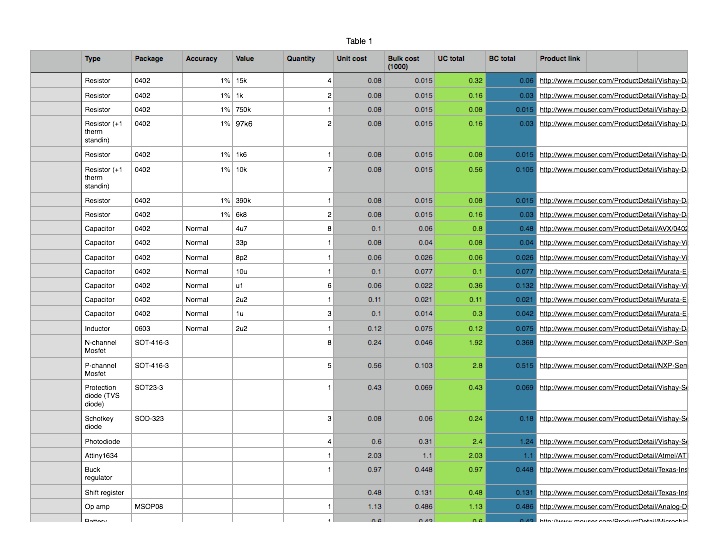 Table 1
Type Package Accuracy Value Quantity Unit cost Bulk cost (1000) UC total BC total Product link
Resistor 0402 1% 15k 4 0.08 0.015 0.32 0.06 http://www.mouser.com/ProductDetail/Vishay-D
Resistor 0402 1% 1k 2 0.08 0.015 0.16 0.03 http://www.mouser.com/ProductDetail/Vishay-D
Resistor 0402 1% 750k 1 0.08 0.015 0.08 0.015 http://www.mouser.com/ProductDetail/Vishay-D
Resistor (+1 therm standin) 0402 1% 97k6 2 0.08 0.015 0.16 0.03 http://www.mouser.com/ProductDetail/Vishay-D
Resistor 0402 1% 1k6 1 0.08 0.015 0.08 0.015 http://www.mouser.com/ProductDetail/Vishay-D
Resistor (+1 therm standin) 0402 1% 10k 7 0.08 0.015 0.56 0.105 http://www.mouser.com/ProductDetail/Vishay-D
Resistor 0402 1% 390k 1 0.08 0.015 0.08 0.015 http://www.mouser.com/ProductDetail/Vishay-D
Resistor 0402 1% 6k8 2 0.08 0.015 0.16 0.03 http://www.mouser.com/ProductDetail/Vishay-D
Capacitor 0402 Normal 4u7 8 0.1 0.06 0.8 0.48 http://www.mouser.com/ProductDetail/AVX/0402
Capacitor 0402 Normal 33p 1 0.08 0.04 0.08 0.04 http://www.mouser.com/ProductDetail/Vishay-Vi
Capacitor 0402 Normal 8p2 1 0.06 0.026 0.06 0.026 http://www.mouser.com/ProductDetail/Vishay-Vi
Capacitor 0402 Normal 10u 1 0.1 0.077 0.1 0.077 http://www.mouser.com/ProductDetail/Murata-E
Capacitor 0402 Normal u1 6 0.06 0.022 0.36 0.132 http://www.mouser.com/ProductDetail/Vishay-Vi
Capacitor 0402 Normal 2u2 1 0.11 0.021 0.11 0.021 http://www.mouser.com/ProductDetail/Murata-E
Capacitor 0402 Normal 1u 3 0.1 0.014 0.3 0.042 http://www.mouser.com/ProductDetail/Murata-E
Inductor 0603 Normal 2u2 1 0.12 0.075 0.12 0.075 http://www.mouser.com/ProductDetail/Vishay-D
N-channel Mosfet SOT-416-3 8 0.24 0.046 1.92 0.368 http://www.mouser.com/ProductDetail/NXP-Sem
P-channel Mosfet SOT-416-3 5 0.56 0.103 2.8 0.515 http://www.mouser.com/ProductDetail/NXP-Sem
Protection diode (TVS diode) SOT23-3 1 0.43 0.069 0.43 0.069 http://www.mouser.com/ProductDetail/Vishay-Se
Schotkey diode SOD-323 3 0.08 0.06 0.24 0.18 http://www.mouser.com/ProductDetail/Vishay-Se
Photodiode 4 0.6 0.31 2.4 1.24 http://www.mouser.com/ProductDetail/Vishay-Se
Attiny1634 1 2.03 1.1 2.03 1.1 http://www.mouser.com/ProductDetail/Atmel/AT
Buck regulator 1 0.97 0.448 0.97 0.448 http://www.mouser.com/ProductDetail/Texas-Ins
Shift register 0.48 0.131 0.48 0.131 http://www.mouser.com/ProductDetail/Texas-Ins
Op amp MSOP08 1 1.13 0.486 1.13 0.486 http://www.mouser.com/ProductDetail/Analog-D